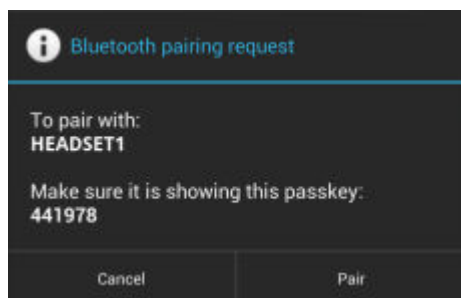 Bluetooth pairing request
To pair with:
HEADSET1
Make sure it is showing this passkey:
441978
Cancel Pair